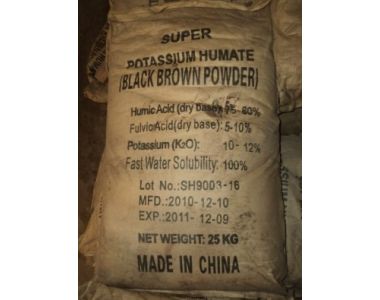 SUPER
POTASSIUM HUMATE
(BLACK BROWN POWDER)
Humic Acid (dry base): 75-80%
Fulvic Acid (dry base): 5-10%
Potassium (K₂O): 10- 12%
Fast Water Solubility: 100%
Lot No.:SH9003-16
MFD.:2010-12-10
EXP.:2011- 12-09
NET WEIGHT: 25 KG
MADE IN CHINA